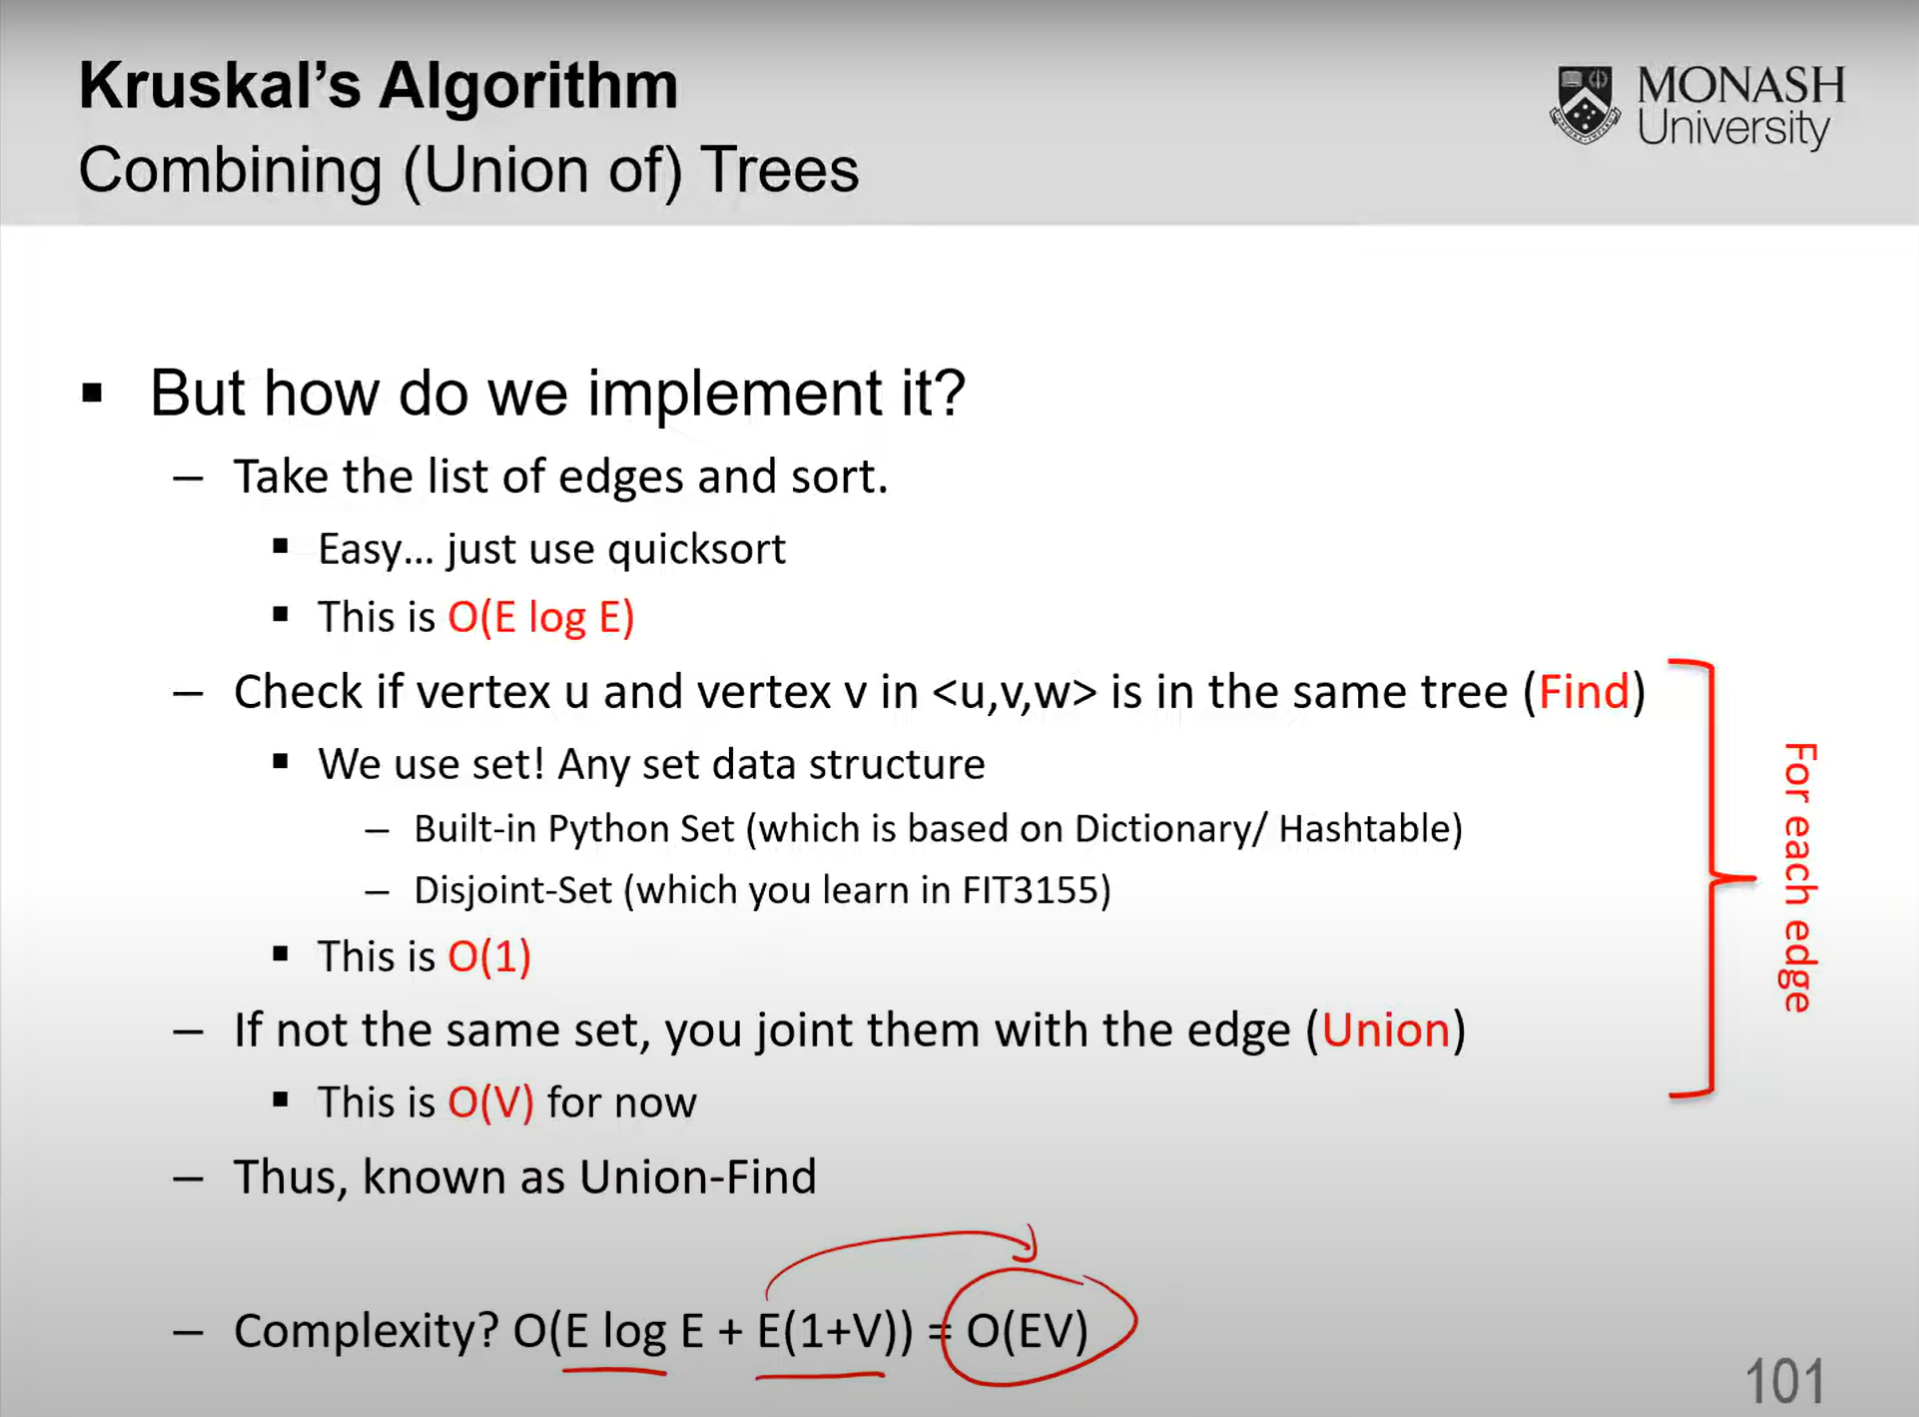 Kruskal's Algorithm
Combining (Union of) Trees
MONASH
University
▪ But how do we implement it?
– Take the list of edges and sort.
▪ Easy... just use quicksort
▪ This is O(E log E)
– Check if vertex u and vertex v in <u,v,w> is in the same tree (Find)
▪ We use set! Any set data structure
– Built-in Python Set (which is based on Dictionary/ Hashtable)
– Disjoint-Set (which you learn in FIT3155)
▪ This is O(1)
– If not the same set, you joint them with the edge (Union)
▪ This is O(V) for now
For each edge
– Thus, known as Union-Find
– Complexity? O(E log E + E(1+V)) = O(EV)
101